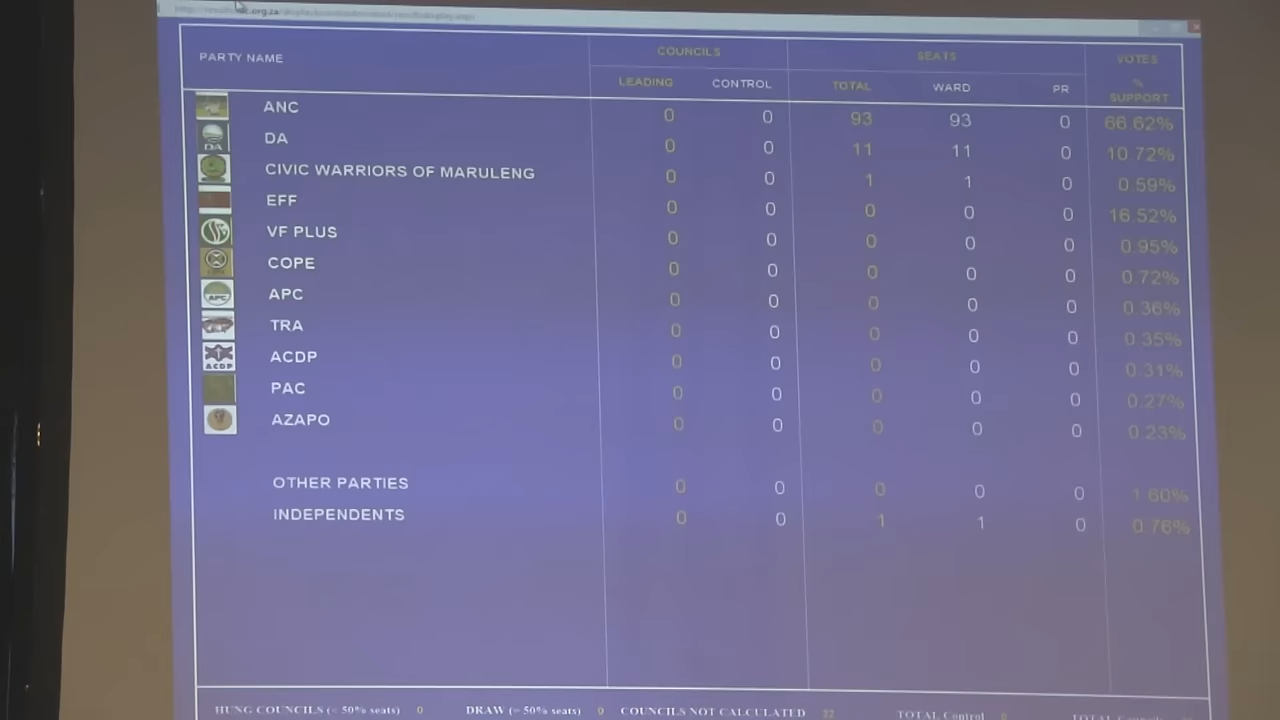 PARTY NAME COUNCILS SEATS VOTES
LEADING CONTROL TOTAL WARD PR % SUPPORT
ANC 0 0 93 93 0 66.62%
DA DA 0 0 11 11 0 10.72%
CIVIC WARRIORS OF MARULENG 0 0 1 1 0 0.59%
EFF 0 0 0 0 0 16.52%
VF PLUS 0 0 0 0 0 0.95%
COPE 0 0 0 0 0 0.72%
APC APC 0 0 0 0 0 0.36%
TRA 0 0 0 0 0 0.35%
ACDP ACDP 0 0 0 0 0 0.31%
PAC 0 0 0 0 0 0.27%
AZAPO 0 0 0 0 0 0.23%
OTHER PARTIES 0 0 0 0 0 1.60%
INDEPENDENTS 0 0 1 1 0 0.76%
HUNG COUNCILS (< 50% seats) 0 DRAW (= 50% seats) 0 COUNCILS NOT CALCULATED 22 TOTAL Control 0 TOTAL